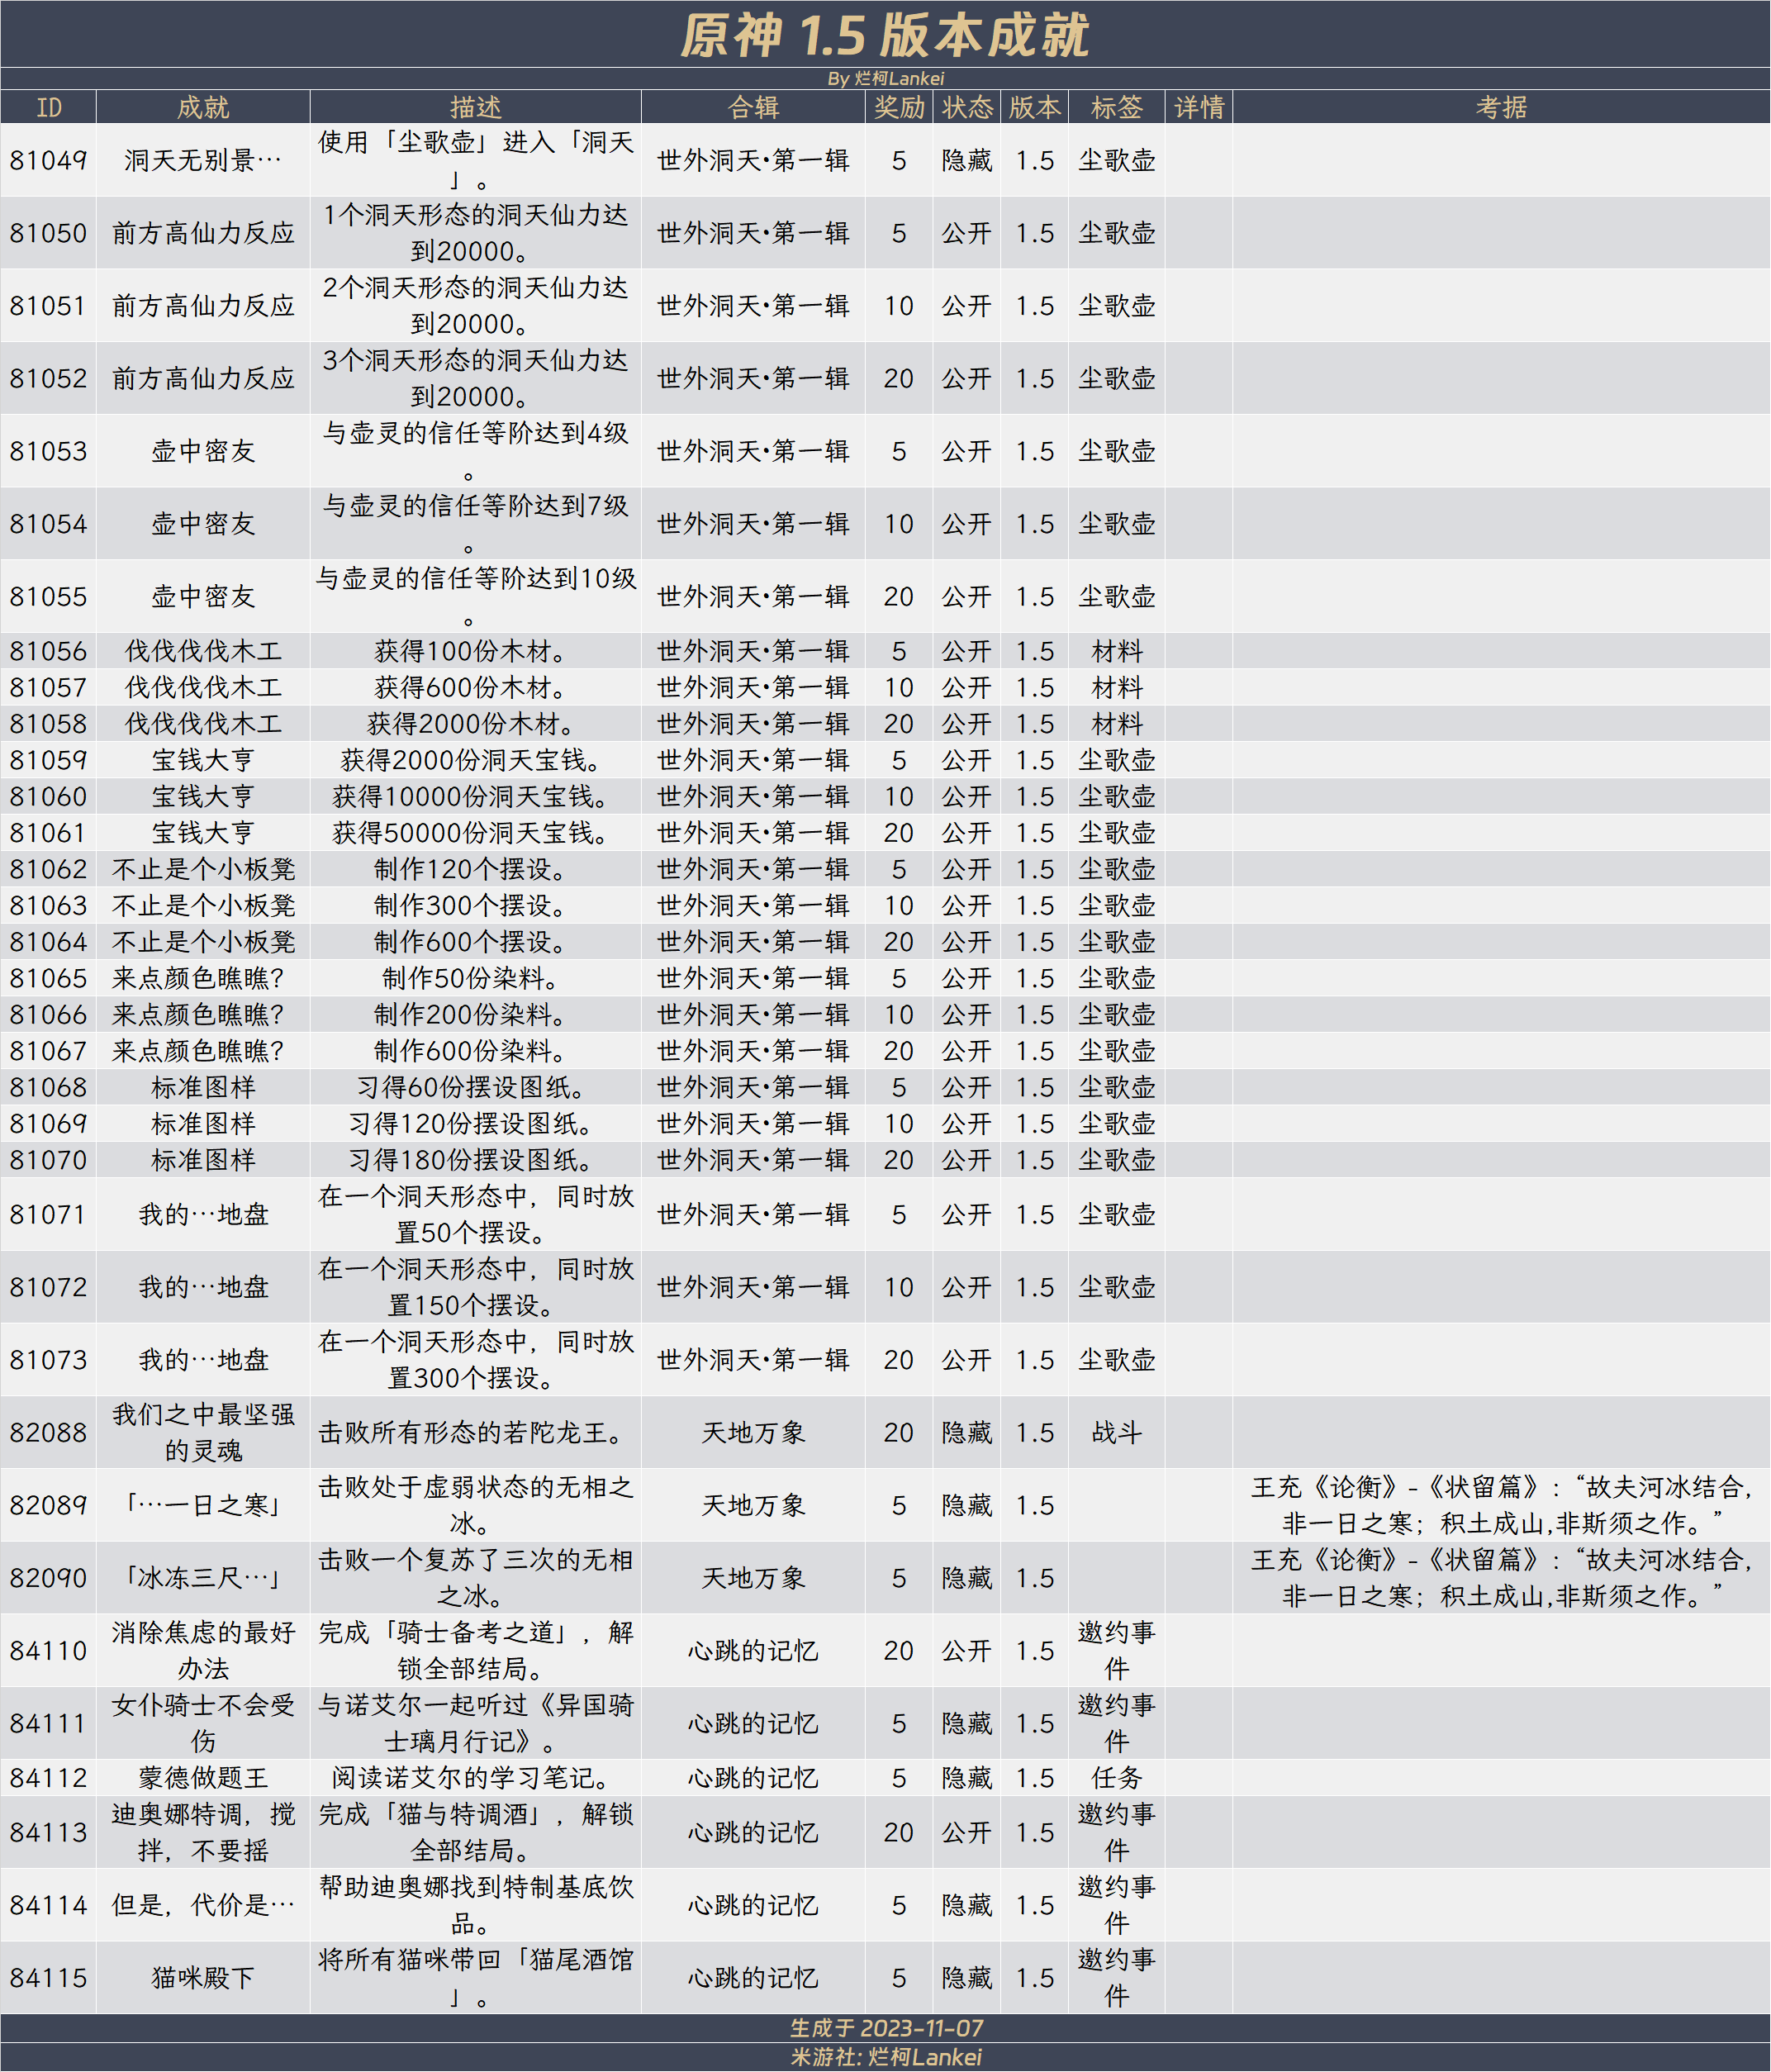 原神 1.5 版本成就
By 烂柯Lankei
ID 成就 描述 合辑 奖励 状态 版本 标签 详情 考据
81049 洞天无别景… 使用「尘歌壶」进入「洞天 世外洞天·第一辑 5 隐藏 1.5 尘歌壶
」。
81050 前方高仙力反应 1个洞天形态的洞天仙力达 世外洞天·第一辑 5 公开 1.5 尘歌壶
到20000。
81051 前方高仙力反应 2个洞天形态的洞天仙力达 世外洞天·第一辑 10 公开 1.5 尘歌壶
到20000。
81052 前方高仙力反应 3个洞天形态的洞天仙力达 世外洞天·第一辑 20 公开 1.5 尘歌壶
到20000。
81053 壶中密友 与壶灵的信任等阶达到4级 世外洞天·第一辑 5 公开 1.5 尘歌壶
。
81054 壶中密友 与壶灵的信任等阶达到7级 世外洞天·第一辑 10 公开 1.5 尘歌壶
。
81055 壶中密友 与壶灵的信任等阶达到10级 世外洞天·第一辑 20 公开 1.5 尘歌壶
。
81056 伐伐伐伐木工 获得100份木材。 世外洞天·第一辑 5 公开 1.5 材料
81057 伐伐伐伐木工 获得600份木材。 世外洞天·第一辑 10 公开 1.5 材料
81058 伐伐伐伐木工 获得2000份木材。 世外洞天·第一辑 20 公开 1.5 材料
81059 宝钱大亨 获得2000份洞天宝钱。 世外洞天·第一辑 5 公开 1.5 尘歌壶
81060 宝钱大亨 获得10000份洞天宝钱。 世外洞天·第一辑 10 公开 1.5 尘歌壶
81061 宝钱大亨 获得50000份洞天宝钱。 世外洞天·第一辑 20 公开 1.5 尘歌壶
81062 不止是个小板凳 制作120个摆设。 世外洞天·第一辑 5 公开 1.5 尘歌壶
81063 不止是个小板凳 制作300个摆设。 世外洞天·第一辑 10 公开 1.5 尘歌壶
81064 不止是个小板凳 制作600个摆设。 世外洞天·第一辑 20 公开 1.5 尘歌壶
81065 来点颜色瞧瞧? 制作50份染料。 世外洞天·第一辑 5 公开 1.5 尘歌壶
81066 来点颜色瞧瞧? 制作200份染料。 世外洞天·第一辑 10 公开 1.5 尘歌壶
81067 来点颜色瞧瞧? 制作600份染料。 世外洞天·第一辑 20 公开 1.5 尘歌壶
81068 标准图样 习得60份摆设图纸。 世外洞天·第一辑 5 公开 1.5 尘歌壶
81069 标准图样 习得120份摆设图纸。 世外洞天·第一辑 10 公开 1.5 尘歌壶
81070 标准图样 习得180份摆设图纸。 世外洞天·第一辑 20 公开 1.5 尘歌壶
81071 我的…地盘 在一个洞天形态中，同时放 世外洞天·第一辑 5 公开 1.5 尘歌壶
置50个摆设。
81072 我的…地盘 在一个洞天形态中，同时放 世外洞天·第一辑 10 公开 1.5 尘歌壶
置150个摆设。
81073 我的…地盘 在一个洞天形态中，同时放 世外洞天·第一辑 20 公开 1.5 尘歌壶
置300个摆设。
82088 我们之中最坚强 击败所有形态的若陀龙王。 天地万象 20 隐藏 1.5 战斗
的灵魂
82089 「…一日之寒」 击败处于虚弱状态的无相之 天地万象 5 隐藏 1.5 王充《论衡》-《状留篇》：“故夫河冰结合，
冰。 非一日之寒；积土成山,非斯须之作。”
82090 「冰冻三尺…」 击败一个复苏了三次的无相 天地万象 5 隐藏 1.5 王充《论衡》-《状留篇》：“故夫河冰结合，
之冰。 非一日之寒；积土成山,非斯须之作。”
84110 消除焦虑的最好 完成「骑士备考之道」，解 心跳的记忆 20 公开 1.5 邀约事
办法 锁全部结局。 件
84111 女仆骑士不会受 与诺艾尔一起听过《异国骑 心跳的记忆 5 隐藏 1.5 邀约事
伤 士璃月行记》。 件
84112 蒙德做题王 阅读诺艾尔的学习笔记。 心跳的记忆 5 隐藏 1.5 任务
84113 迪奥娜特调，搅 完成「猫与特调酒」，解锁 心跳的记忆 20 公开 1.5 邀约事
拌，不要摇 全部结局。 件
84114 但是，代价是… 帮助迪奥娜找到特制基底饮 心跳的记忆 5 隐藏 1.5 邀约事
品。 件
84115 猫咪殿下 将所有猫咪带回「猫尾酒馆 心跳的记忆 5 隐藏 1.5 邀约事
」。 件
生成于 2023-11-07
米游社: 烂柯Lankei